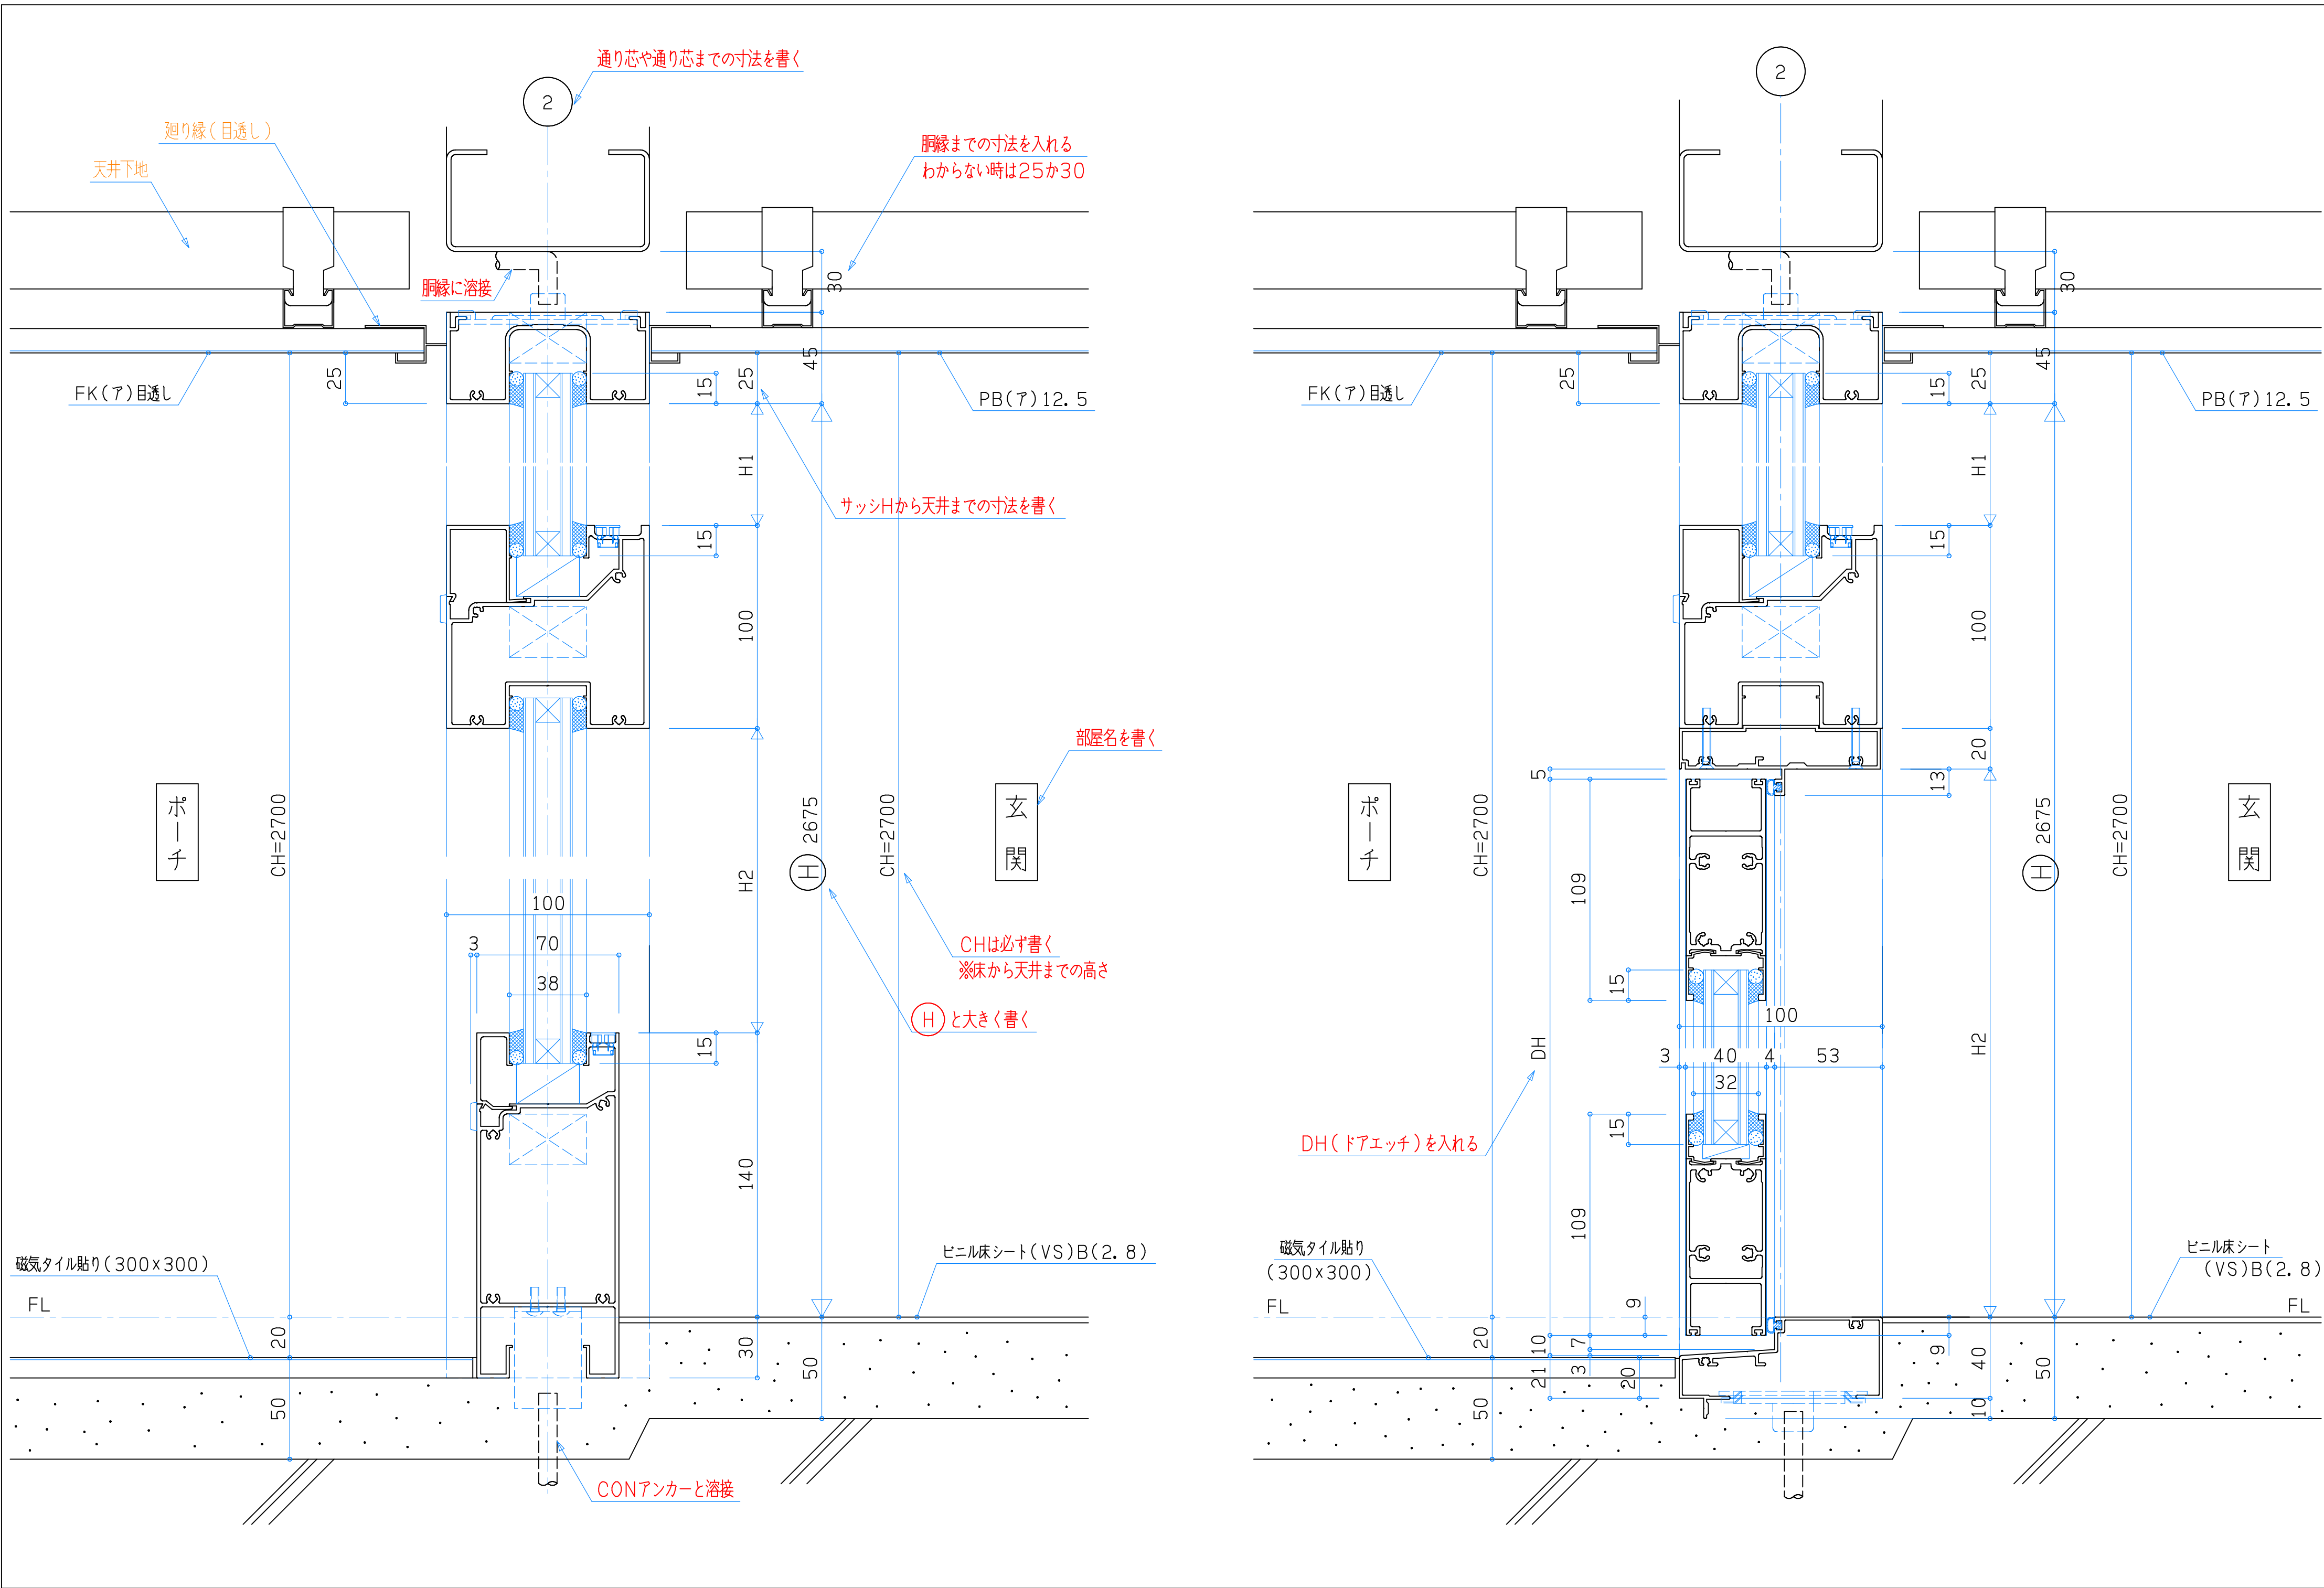 通り芯や通り芯までの寸法を書く
2
廻り縁(目透し)
天井下地
胴縁までの寸法を入れる
わからない時は25か30
胴縁に溶接
30
45
25
25
15
FK(ア)目透し
PB(ア)12.5
H1
サッシHから天井までの寸法を書く
15
100
部屋名を書く
ポーチ
CH=2700
H 2675
CH=2700
玄関
H2
100
3
70
38
CHは必ず書く
※床から天井までの高さ
Hと大きく書く
15
140
磁気タイル貼り(300x300)
ビニル床シート(VS)B(2.8)
FL
20
30
50
50
CONアンカーと溶接
2
30
45
25
25
15
FK(ア)目透し
PB(ア)12.5
H1
15
100
20
13
5
ポーチ
CH=2700
109
H 2675
CH=2700
玄関
15
100
DH
H2
3
40
4
53
32
15
DH(ドアエッチ)を入れる
109
磁気タイル貼り
(300x300)
ビニル床シート
(VS)B(2.8)
FL
FL
9
20
10
7
21
3
20
9
40
50
50
10